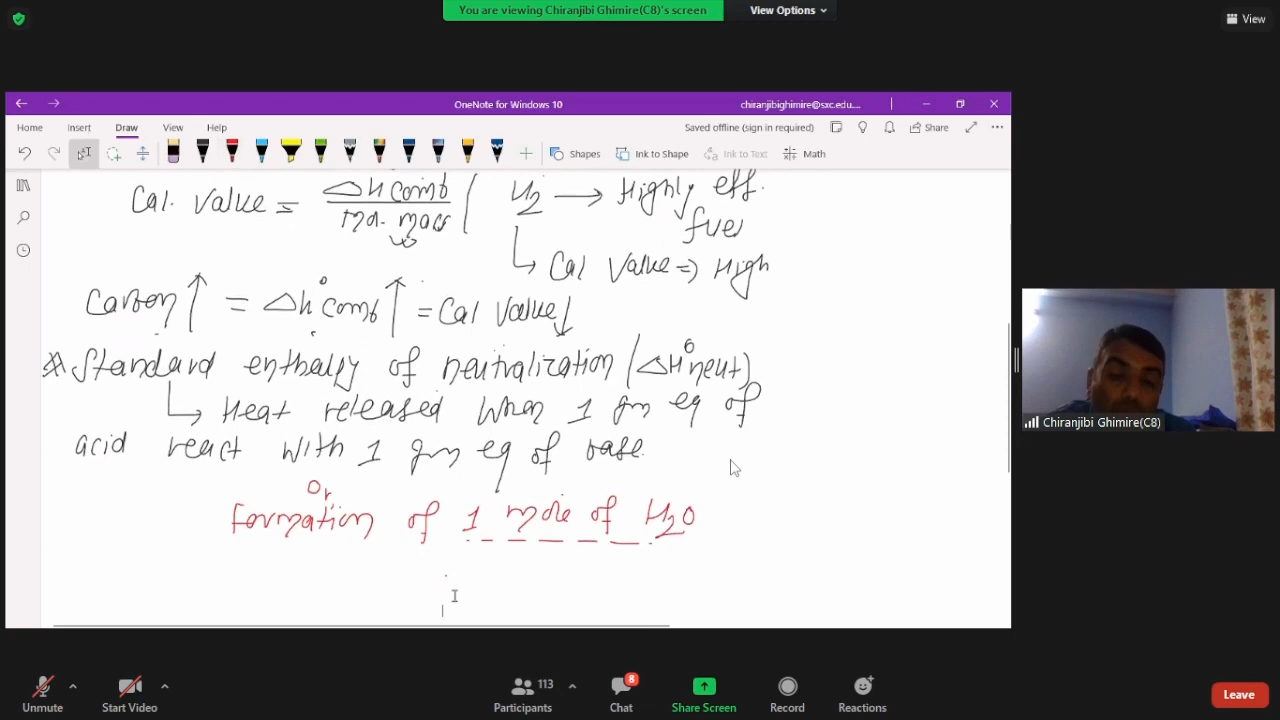 You are viewing Chiranjibi Ghimire(C8)'s screen
View Options
View
OneNote for Windows 10
chiranjibighimire@sxc.edu....
Home Insert Draw View Help
Saved offline (sign in required)
Share
Shapes
Ink to Shape
Ink to Text
Math
Cal. Value = ΔH comb / mol. mass
H2 → Highly eff. fuel
↳ Cal Value => High
Carbon ↑ = ΔH° comb ↑ = Cal Value ↓
* Standard enthalpy of neutralization (ΔH° neut)
↳ Heat released when 1 gm eq of
acid react with 1 gm eq of base.
Or,
Formation of 1 mole of H2O
Chiranjibi Ghimire(C8)
Unmute
Start Video
113
Participants
8
Chat
Share Screen
Record
Reactions
Leave